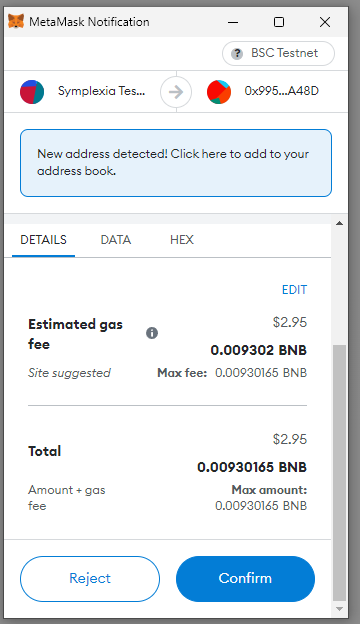 MetaMask Notification
? BSC Testnet
Symplexia Tes... 0x995...A48D
New address detected! Click here to add to your
address book.
DETAILS DATA HEX
EDIT
Estimated gas
fee
$2.95
0.009302 BNB
Site suggested Max fee: 0.00930165 BNB
Total
$2.95
0.00930165 BNB
Amount + gas
fee
Max amount:
0.00930165 BNB
Reject Confirm